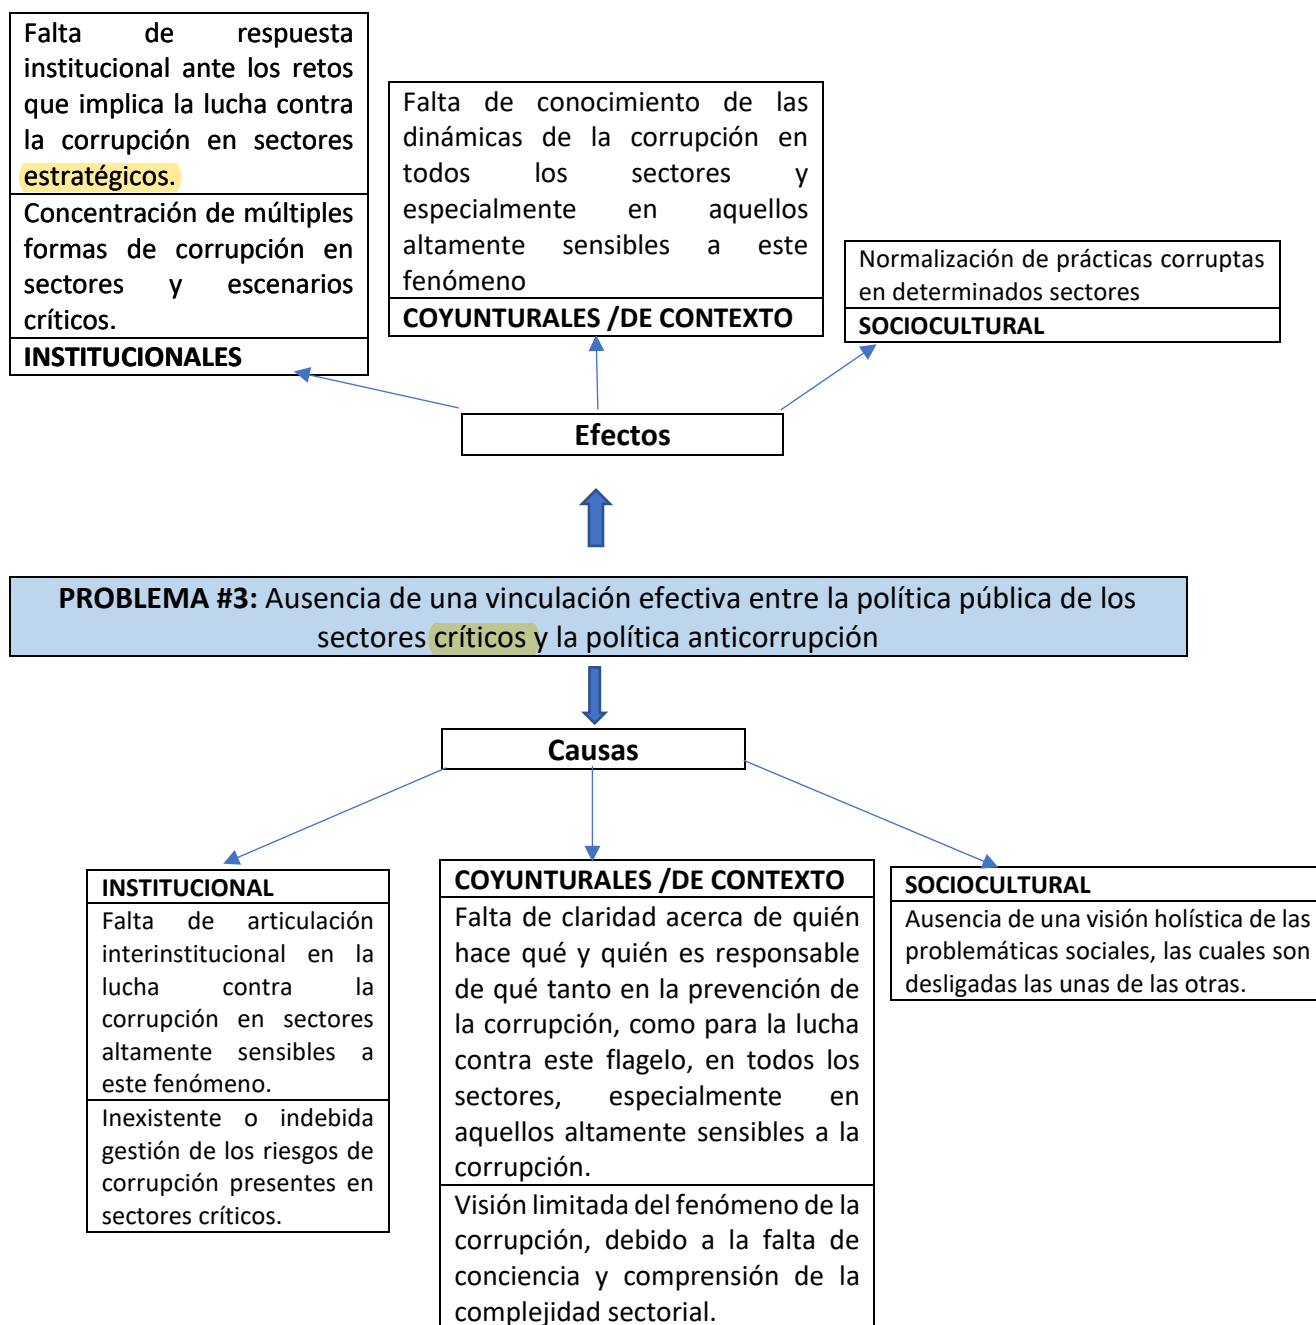 Falta de respuesta
institucional ante los retos
que implica la lucha contra
la corrupción en sectores
estratégicos.
Concentración de múltiples
formas de corrupción en
sectores y escenarios
críticos.
INSTITUCIONALES
Falta de conocimiento de las
dinámicas de la corrupción en
todos los sectores y
especialmente en aquellos
altamente sensibles a este
fenómeno
COYUNTURALES /DE CONTEXTO
Normalización de prácticas corruptas
en determinados sectores
SOCIOCULTURAL
Efectos
PROBLEMA #3: Ausencia de una vinculación efectiva entre la política pública de los
sectores críticos y la política anticorrupción
Causas
INSTITUCIONAL
Falta de articulación
interinstitucional en la
lucha contra la
corrupción en sectores
altamente sensibles a
este fenómeno.
Inexistente o indebida
gestión de los riesgos de
corrupción presentes en
sectores críticos.
COYUNTURALES /DE CONTEXTO
Falta de claridad acerca de quién
hace qué y quién es responsable
de qué tanto en la prevención de
la corrupción, como para la lucha
contra este flagelo, en todos los
sectores, especialmente en
aquellos altamente sensibles a la
corrupción.
Visión limitada del fenómeno de la
corrupción, debido a la falta de
conciencia y comprensión de la
complejidad sectorial.
SOCIOCULTURAL
Ausencia de una visión holística de las
problemáticas sociales, las cuales son
desligadas las unas de las otras.